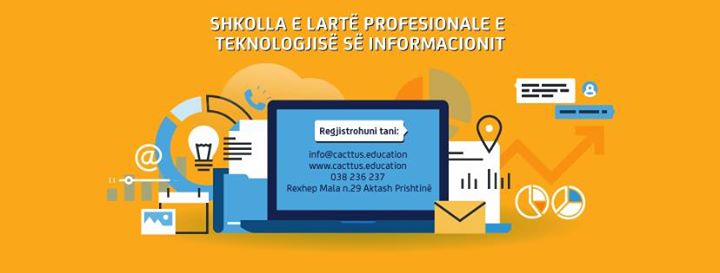 SHKOLLA E LARTË PROFESIONALE E
TEKNOLOGJISË SË INFORMACIONIT
@
Regjistrohuni tani:
info@cacttus.education
www.cacttus.education
038 236 237
Rexhep Mala n.29 Aktash Prishtinë